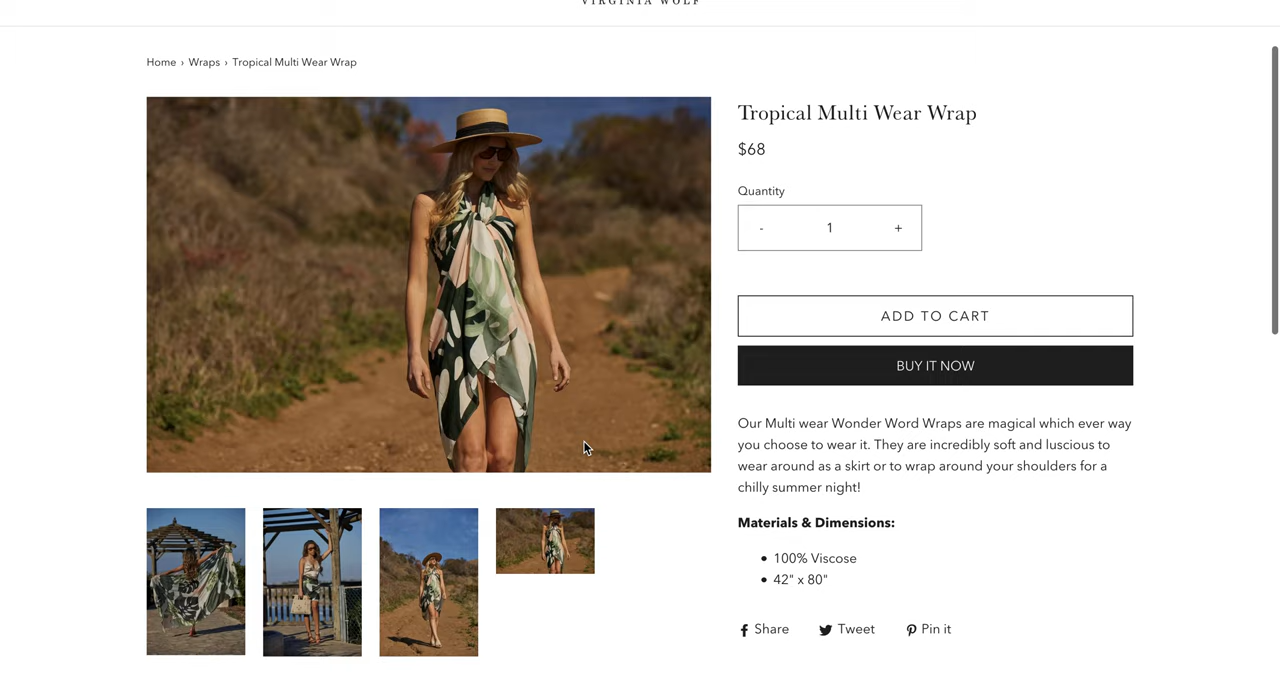 VIRGINIA WOLF
Home › Wraps › Tropical Multi Wear Wrap
Tropical Multi Wear Wrap
$68
Quantity
- 1 +
ADD TO CART
BUY IT NOW
Our Multi wear Wonder Word Wraps are magical which ever way
you choose to wear it. They are incredibly soft and luscious to
wear around as a skirt or to wrap around your shoulders for a
chilly summer night!
Materials & Dimensions:
• 100% Viscose
• 42" x 80"
Share Tweet Pin it